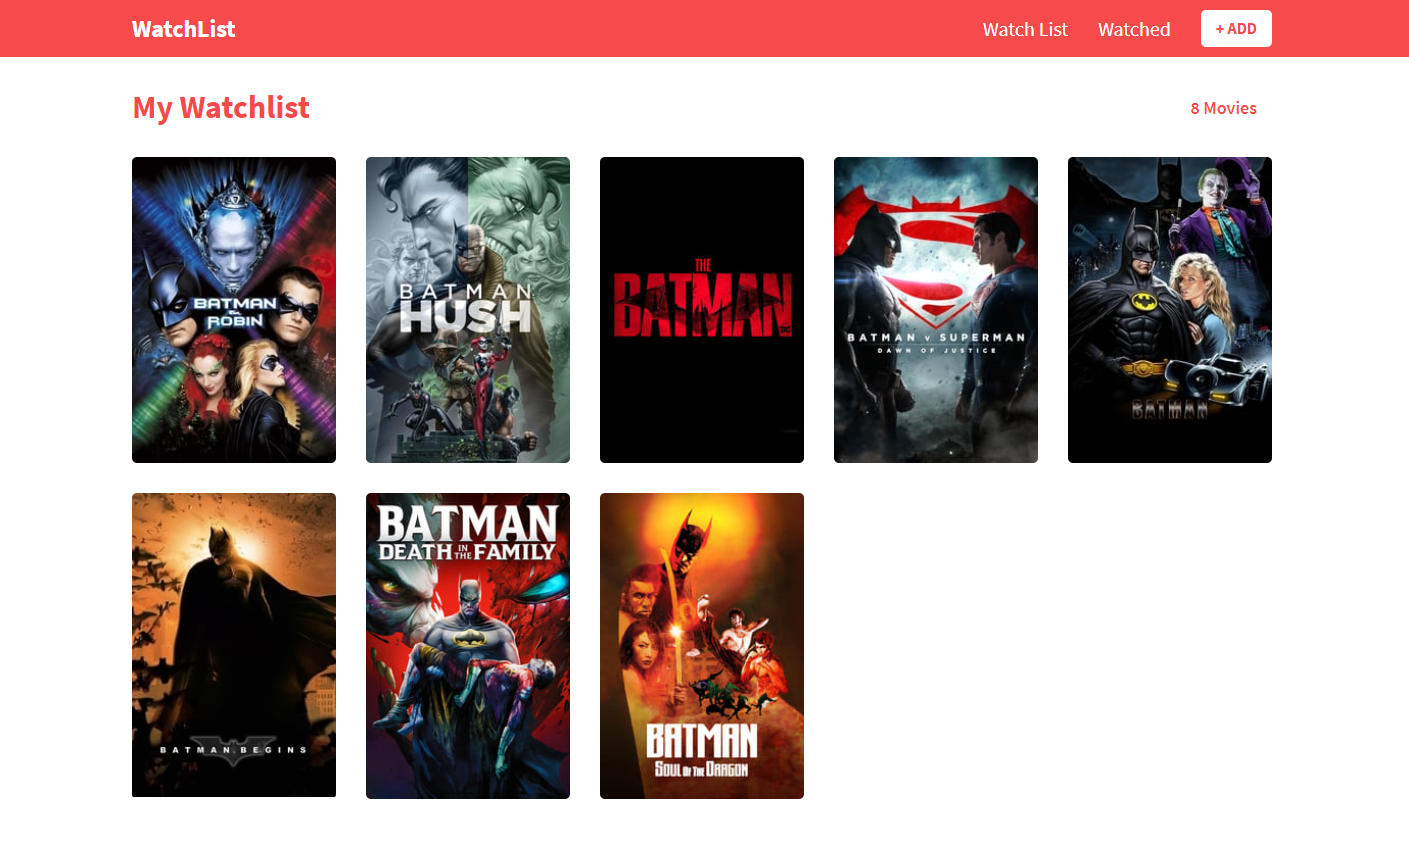 WatchList
Watch List
Watched
+ ADD
My Watchlist
8 Movies
BATMAN
&
ROBIN
BATMAN
HUSH
THE
BATMAN
BATMAN v SUPERMAN
DAWN OF JUSTICE
BATMAN
BATMAN BEGINS
BATMAN
DEATH IN THE FAMILY
BATMAN
SOUL OF THE DRAGON